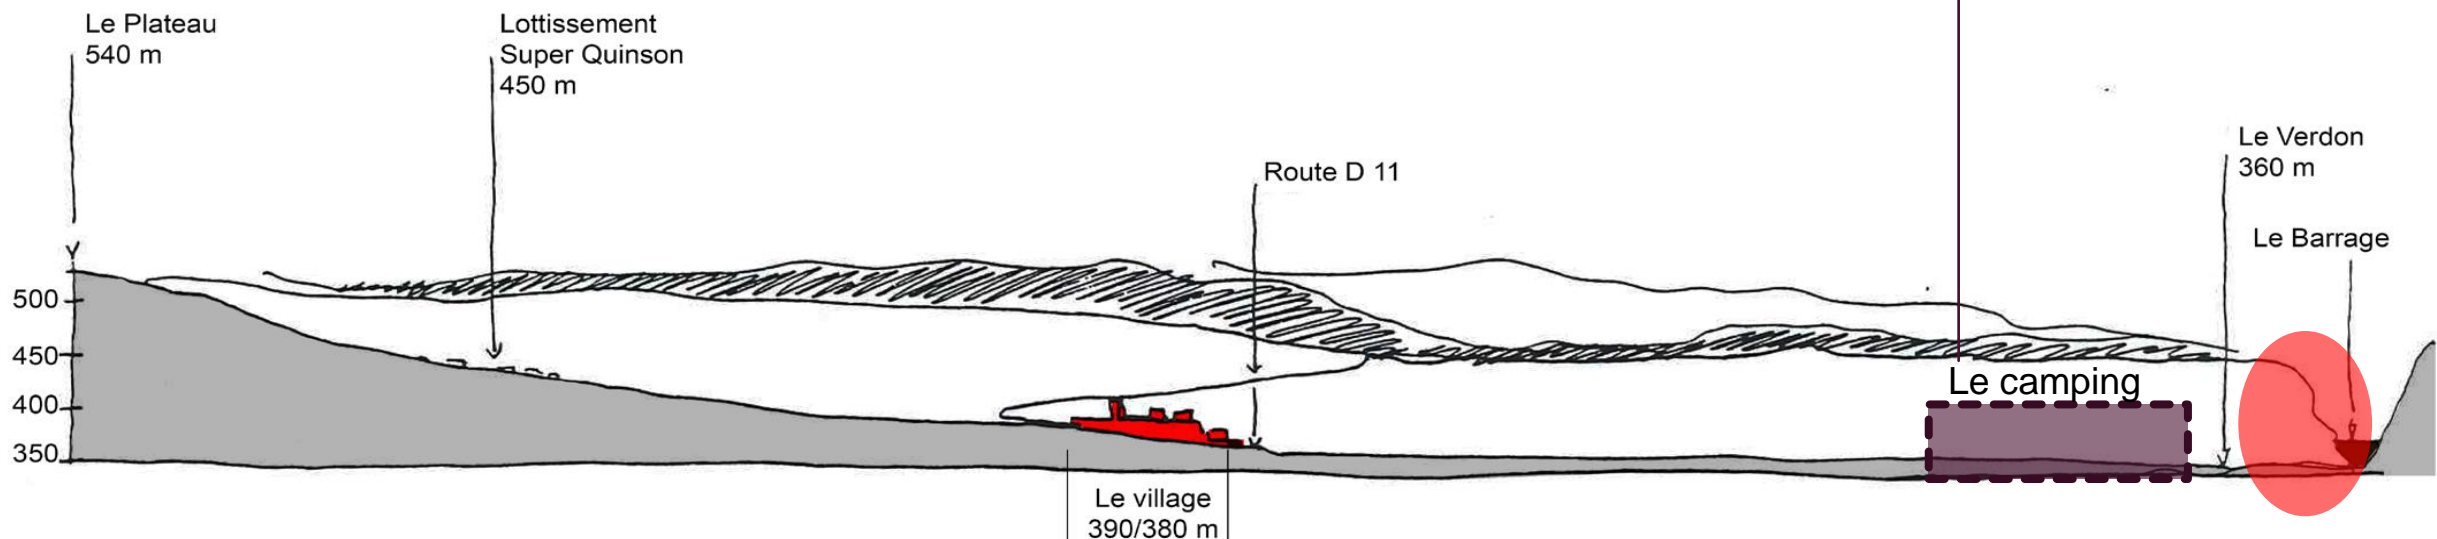 Le Plateau
540 m
Lottissement
Super Quinson
450 m
Route D 11
Le Verdon
360 m
Le Barrage
500
450
400
350
Le camping
Le village
390/380 m